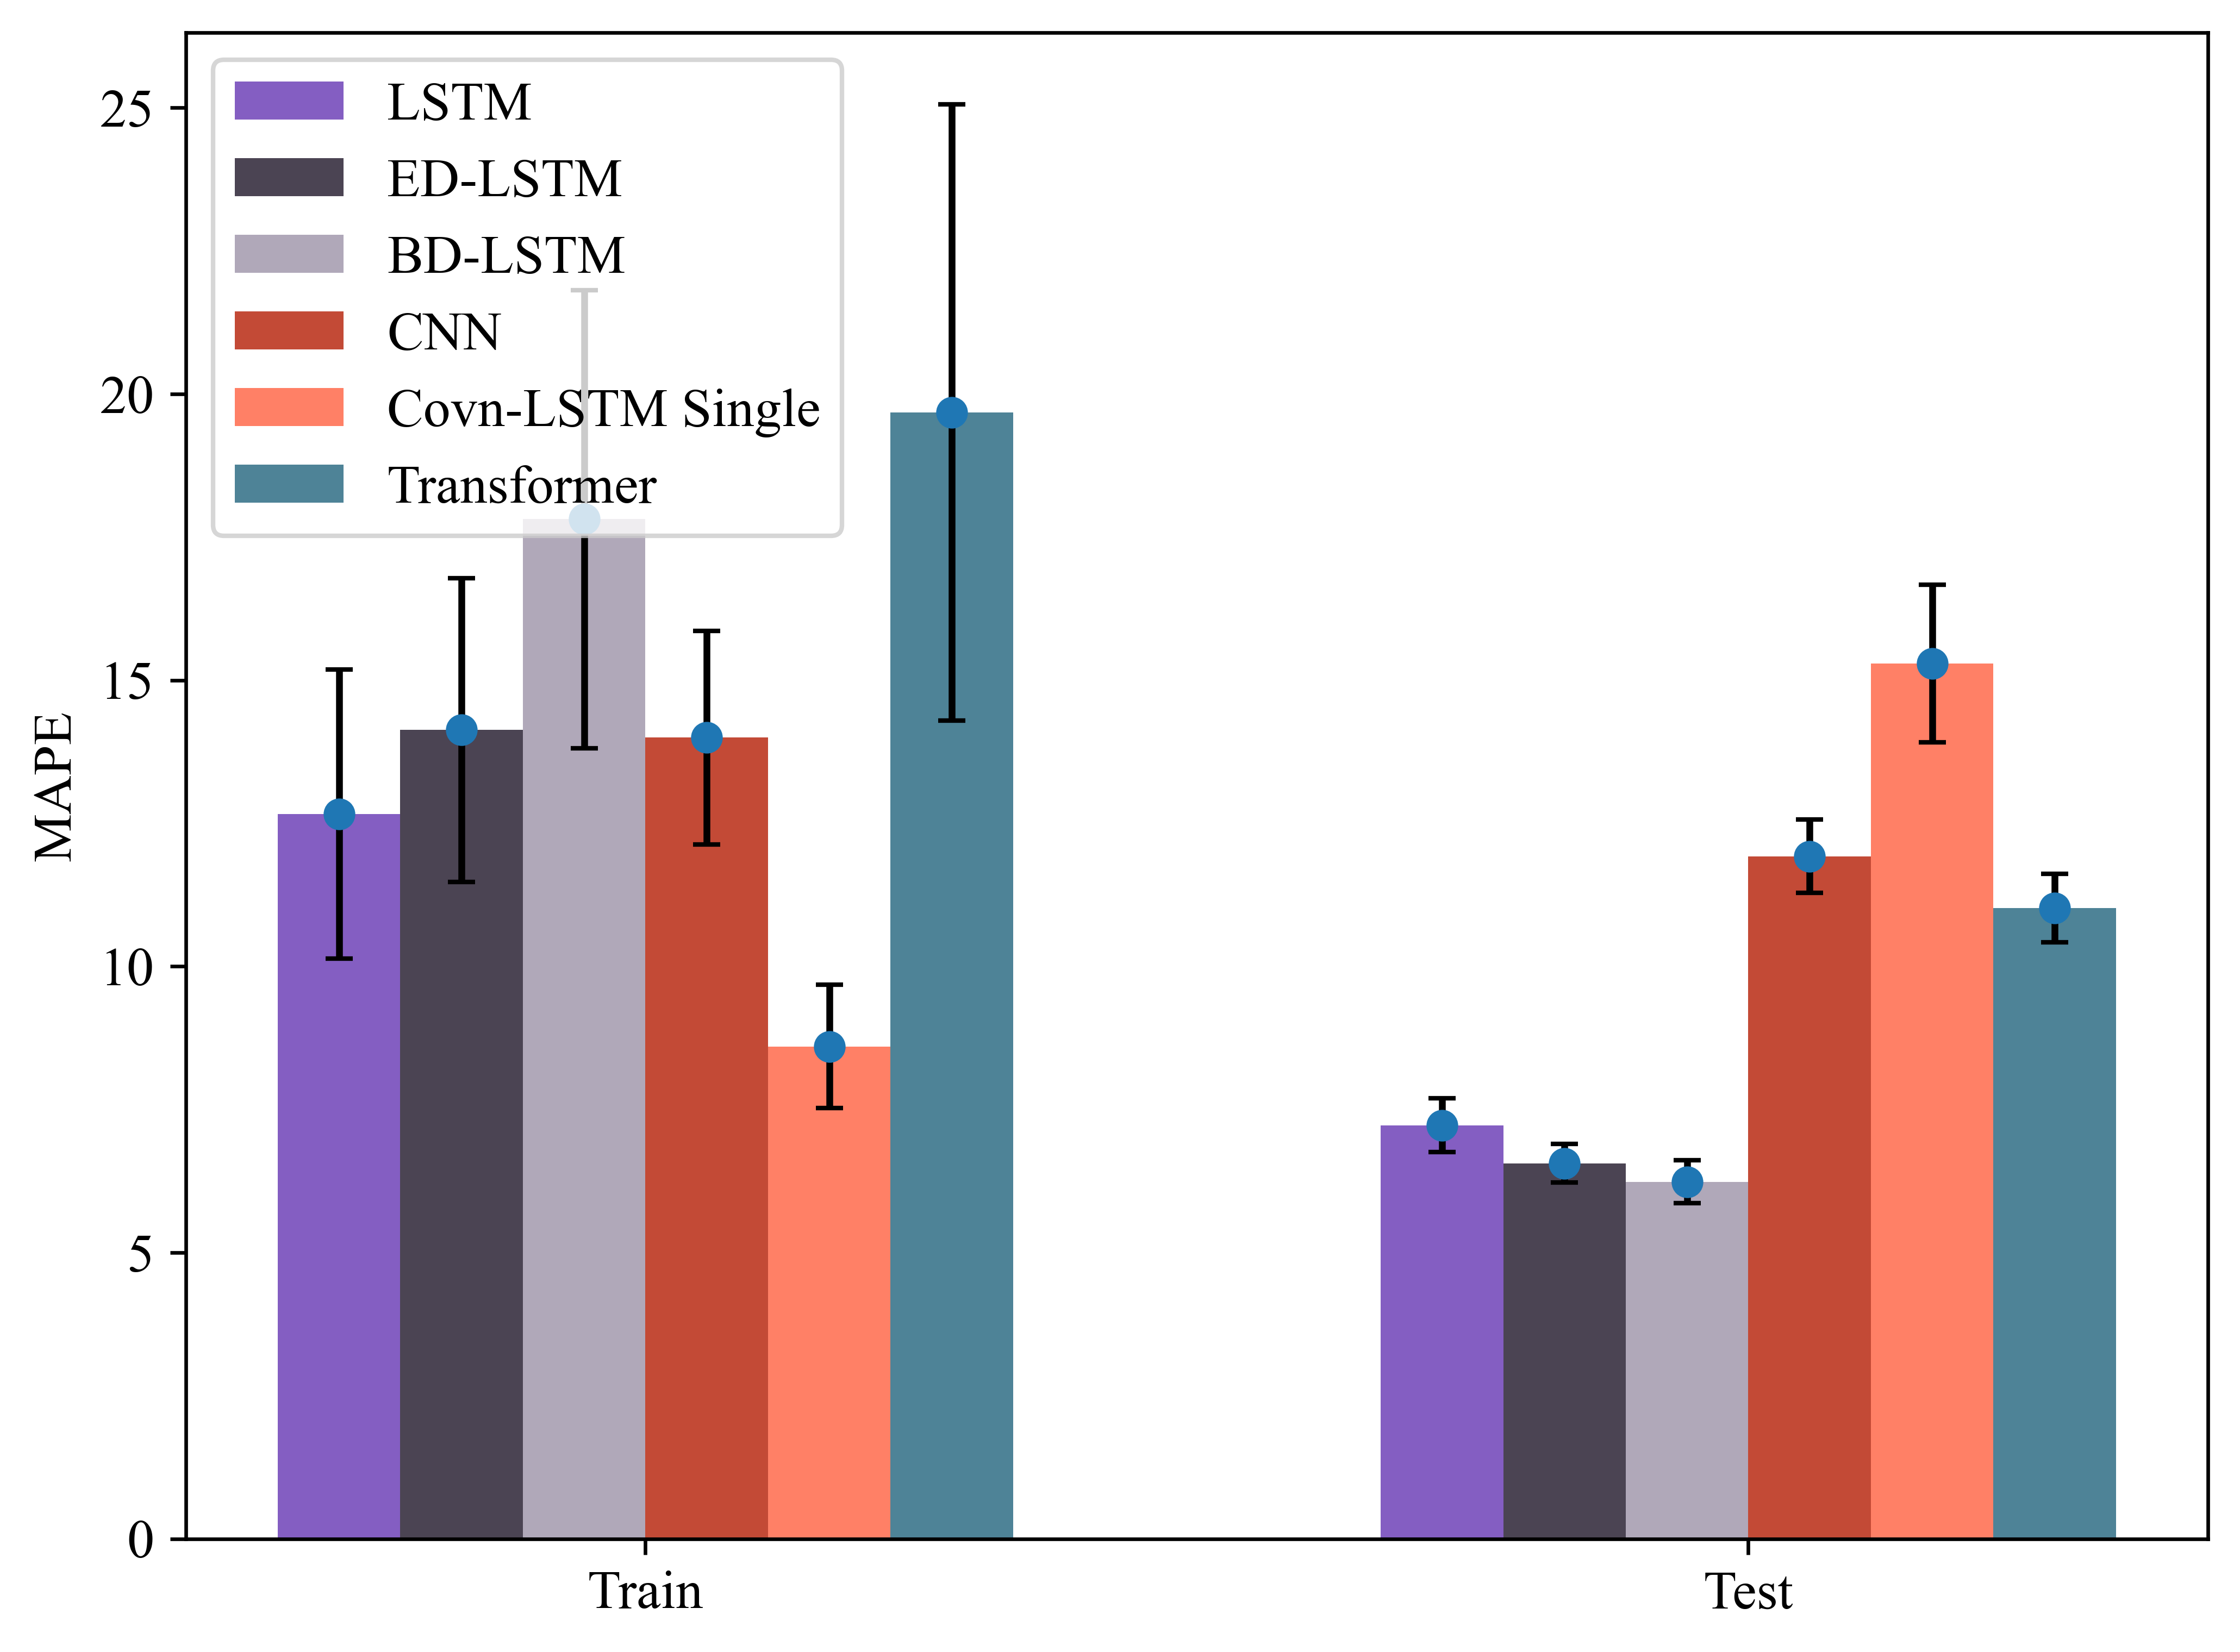 25
20
15
10
5
0
MAPE
LSTM
ED-LSTM
BD-LSTM
CNN
Covn-LSTM Single
Transformer
Train
Test